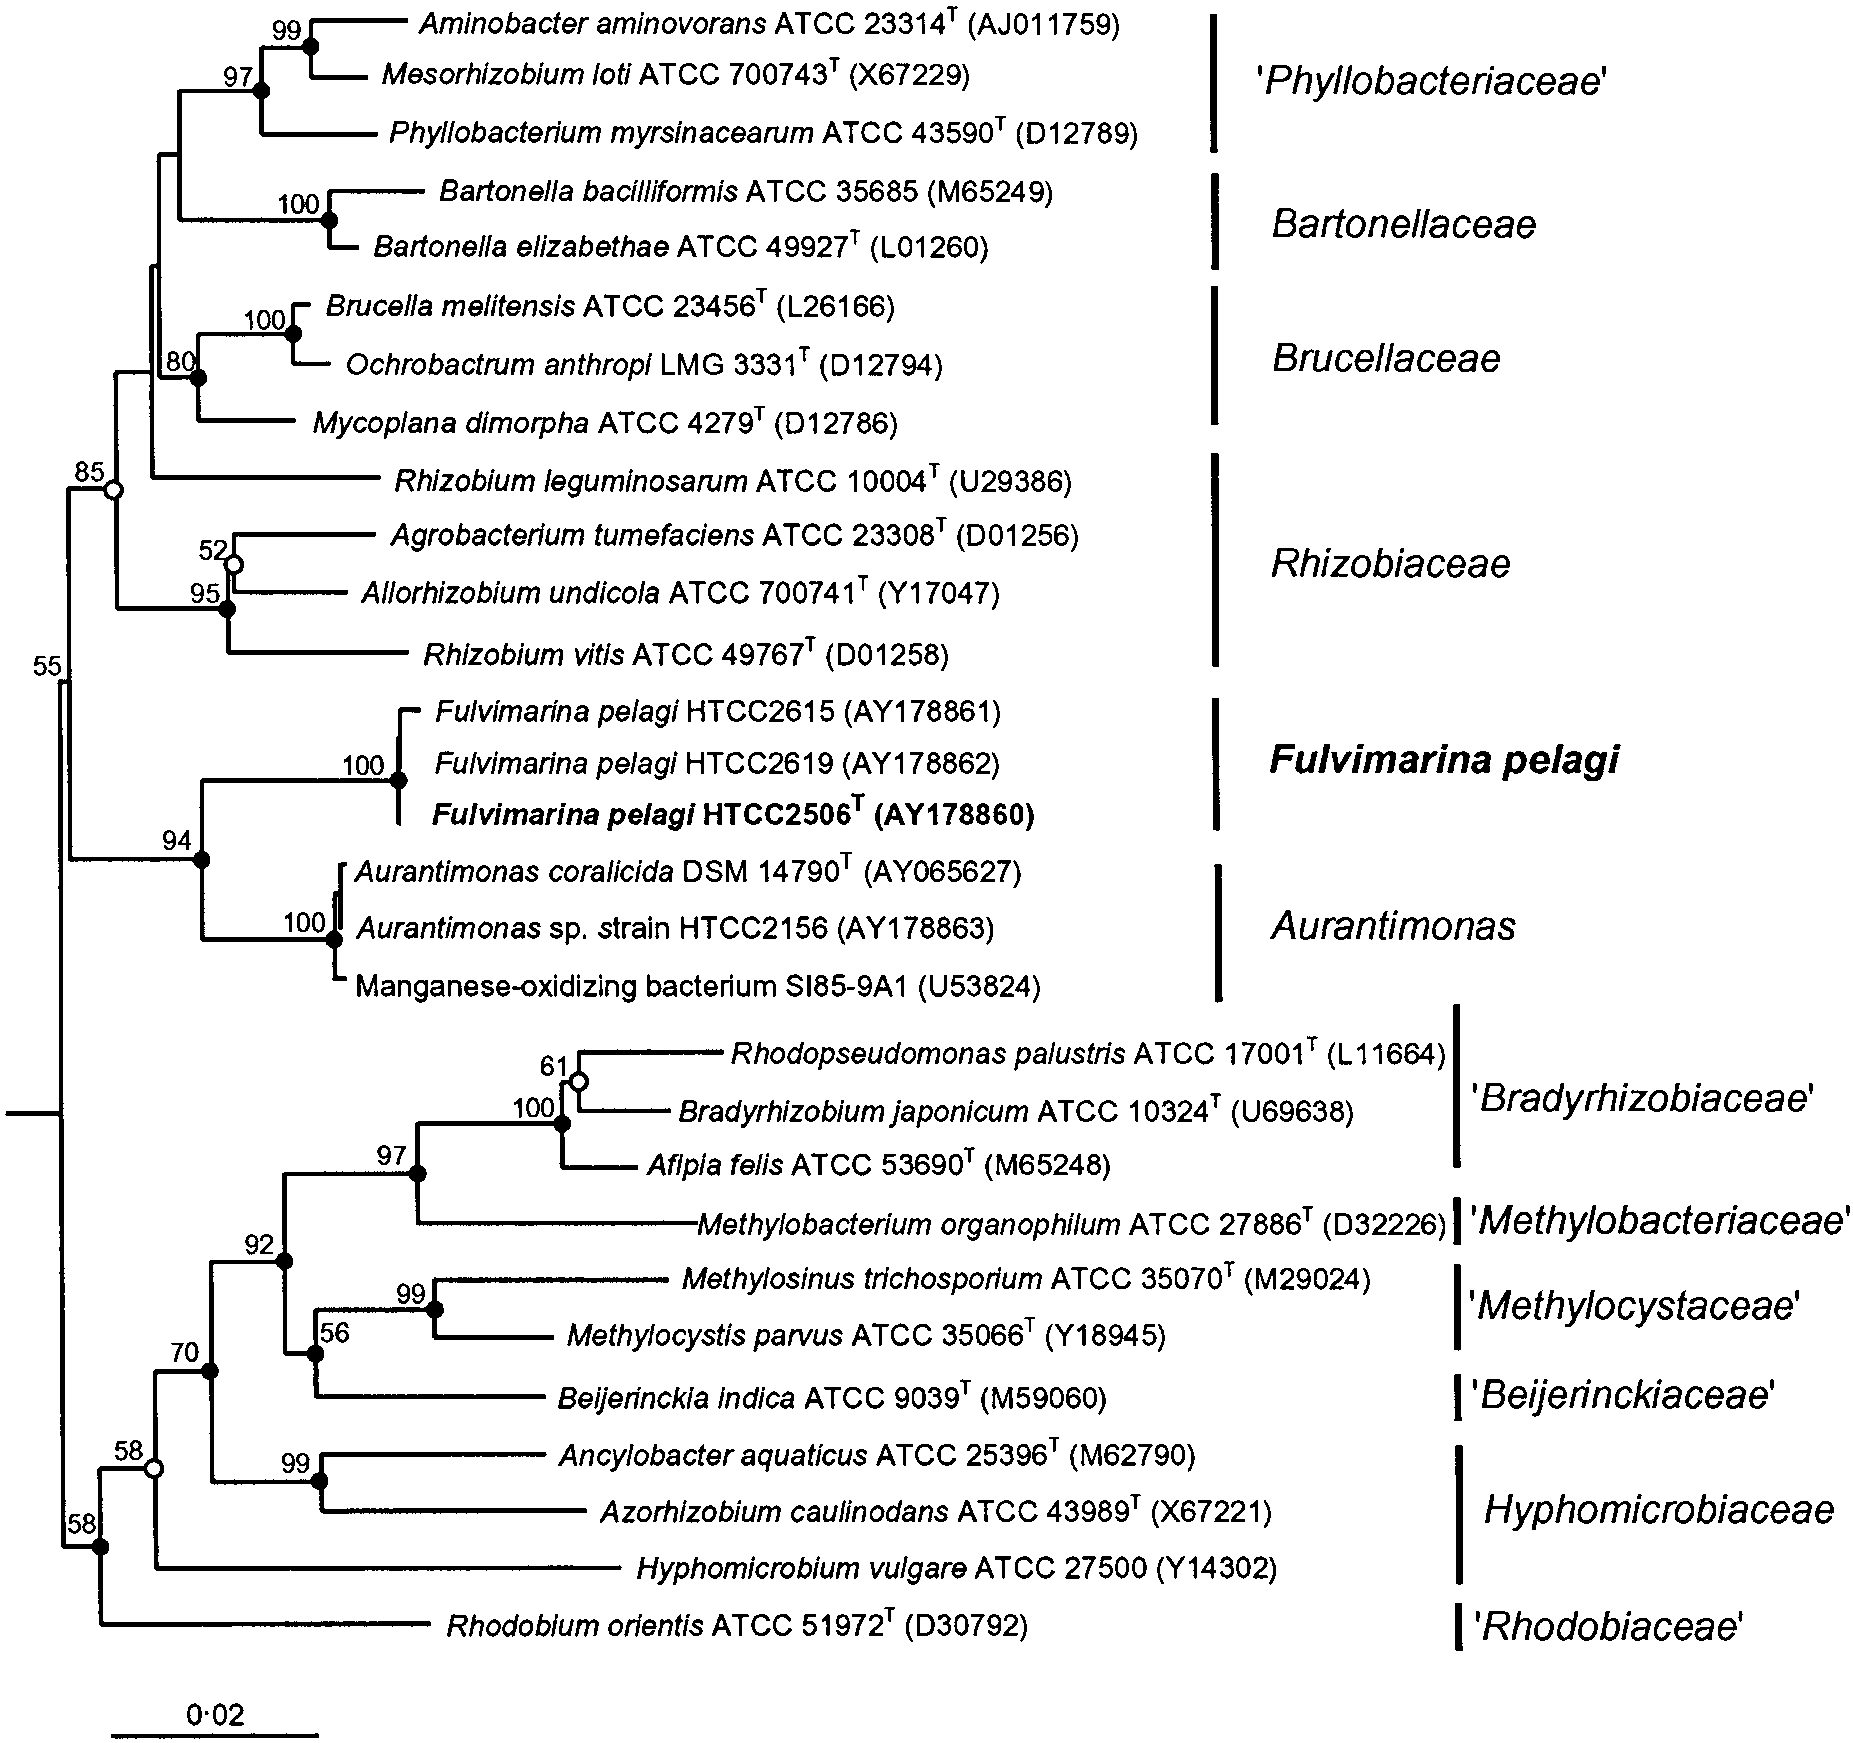 99
Aminobacter aminovorans ATCC 23314T (AJ011759)
Mesorhizobium loti ATCC 700743T (X67229)
97
'Phyllobacteriaceae'
Phyllobacterium myrsinacearum ATCC 43590T (D12789)
Bartonella bacilliformis ATCC 35685 (M65249)
100
Bartonellaceae
Bartonella elizabethae ATCC 49927T (L01260)
Brucella melitensis ATCC 23456T (L26166)
100
Ochrobactrum anthropi LMG 3331T (D12794)
80
Brucellaceae
Mycoplana dimorpha ATCC 4279T (D12786)
85
Rhizobium leguminosarum ATCC 10004T (U29386)
Agrobacterium tumefaciens ATCC 23308T (D01256)
52
Rhizobiaceae
95
Allorhizobium undicola ATCC 700741T (Y17047)
Rhizobium vitis ATCC 49767T (D01258)
55
Fulvimarina pelagi HTCC2615 (AY178861)
100
Fulvimarina pelagi HTCC2619 (AY178862)
Fulvimarina pelagi
Fulvimarina pelagi HTCC2506T (AY178860)
94
Aurantimonas coralicida DSM 14790T (AY065627)
100
Aurantimonas sp. strain HTCC2156 (AY178863)
Aurantimonas
Manganese-oxidizing bacterium SI85-9A1 (U53824)
61
Rhodopseudomonas palustris ATCC 17001T (L11664)
100
Bradyrhizobium japonicum ATCC 10324T (U69638)
'Bradyrhizobiaceae'
97
Afipia felis ATCC 53690T (M65248)
Methylobacterium organophilum ATCC 27886T (D32226)
'Methylobacteriaceae'
92
Methylosinus trichosporium ATCC 35070T (M29024)
99
'Methylocystaceae'
56
Methylocystis parvus ATCC 35066T (Y18945)
70
Beijerinckia indica ATCC 9039T (M59060)
'Beijerinckiaceae'
58
Ancylobacter aquaticus ATCC 25396T (M62790)
99
Azorhizobium caulinodans ATCC 43989T (X67221)
Hyphomicrobiaceae
58
Hyphomicrobium vulgare ATCC 27500 (Y14302)
Rhodobium orientis ATCC 51972T (D30792)
'Rhodobiaceae'
0·02